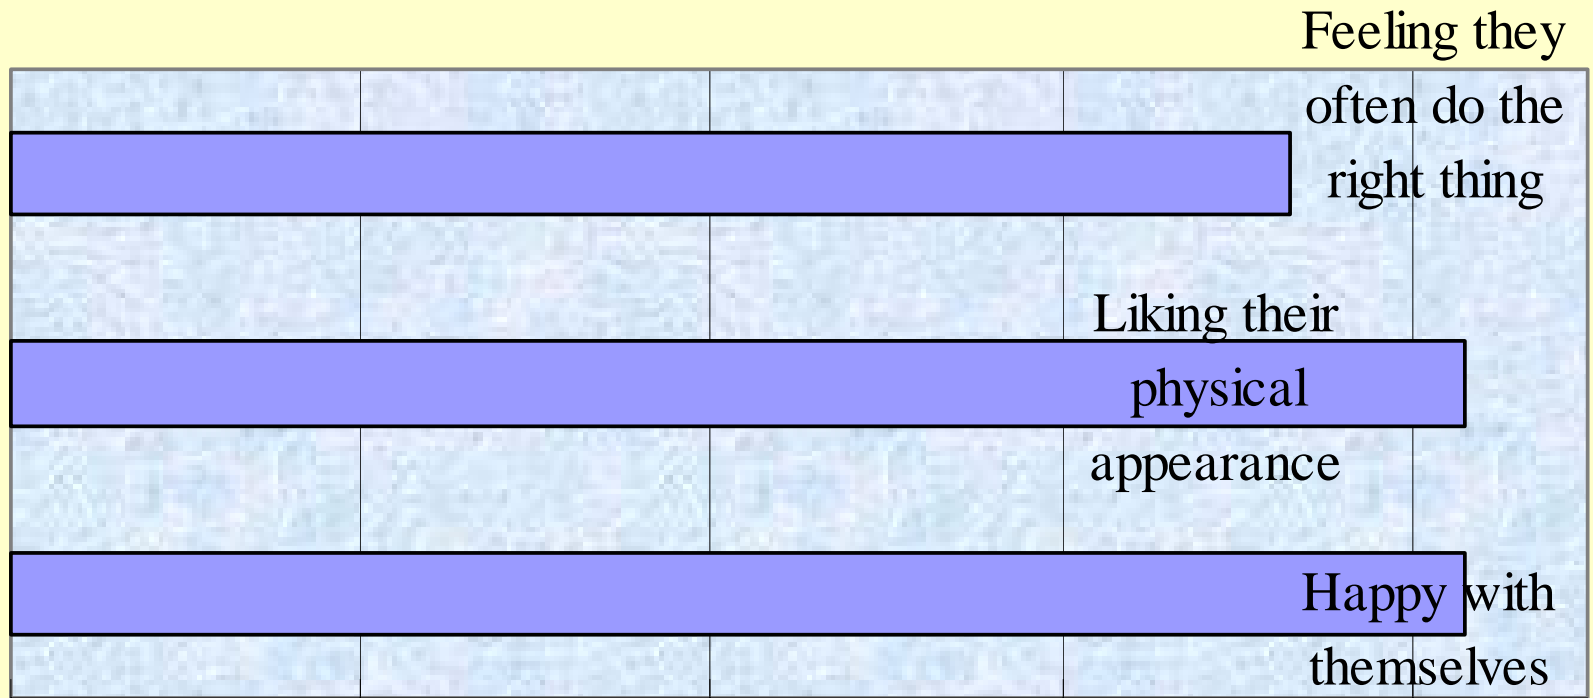 Feeling they
often do the
right thing
Liking their
physical
appearance
Happy with
themselves